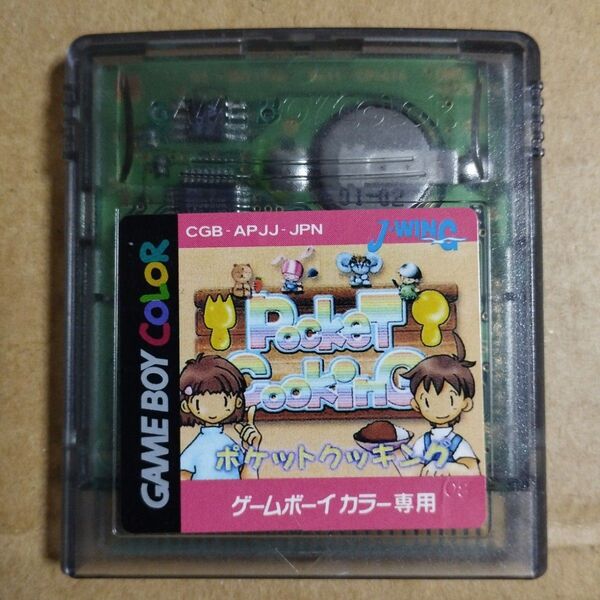 CGB-APGJ-JPN
J·WING
GAME BOY COLOR
Pocket
Cooking
ポケットクッキング
ゲームボーイ カラー 専用